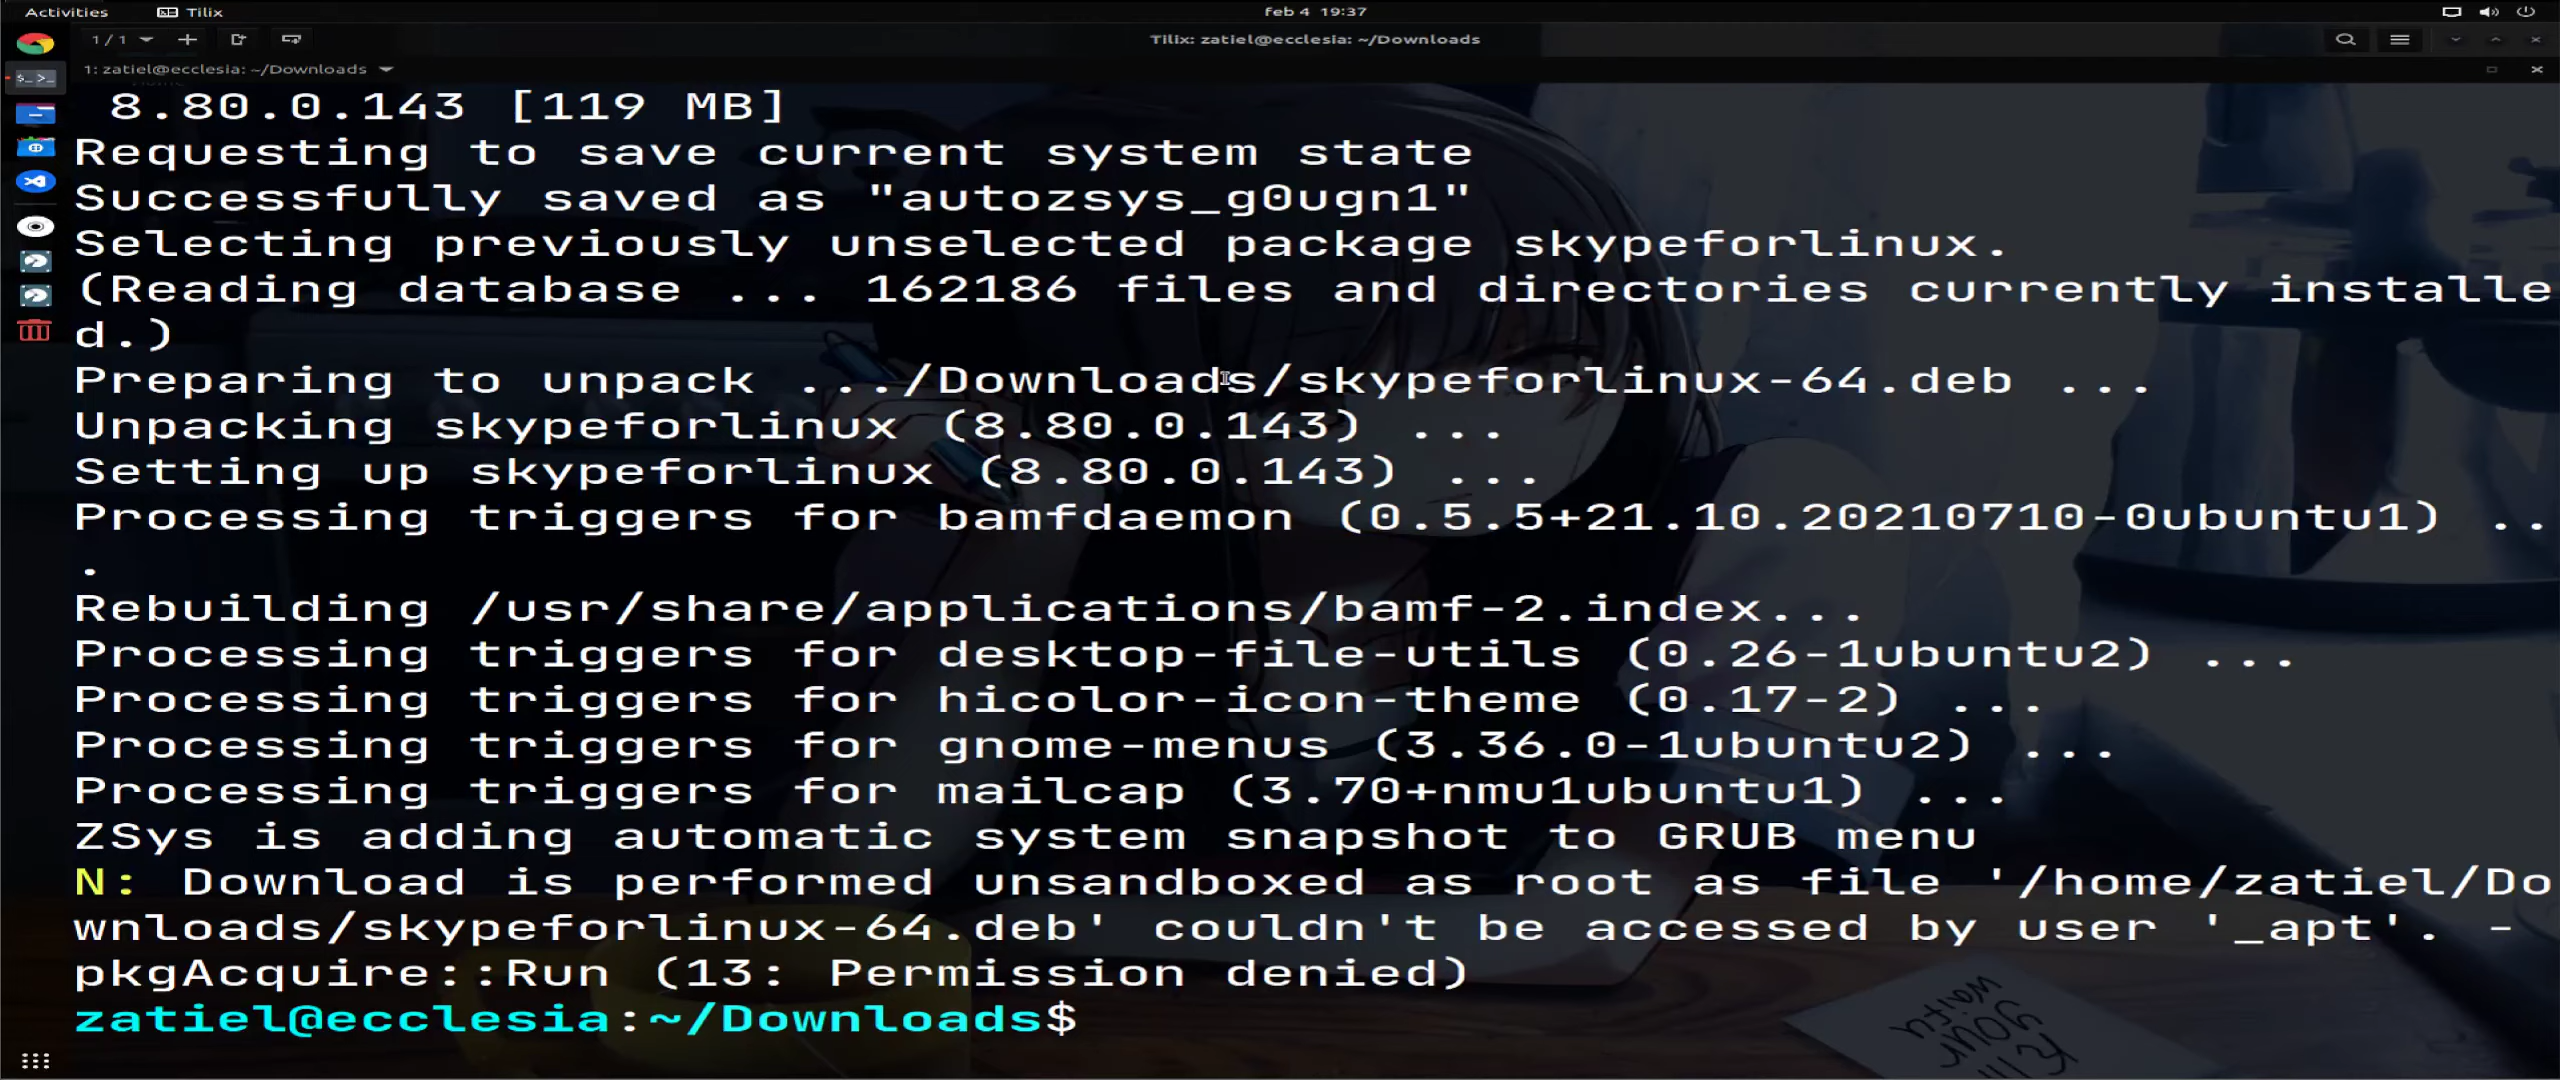 Activities Tilix feb 4 19:37
1 / 1 Tilix: zatiel@ecclesia: ~/Downloads
1: zatiel@ecclesia: ~/Downloads
8.80.0.143 [119 MB]
Requesting to save current system state
Successfully saved as "autozsys_g0ugn1"
Selecting previously unselected package skypeforlinux.
(Reading database ... 162186 files and directories currently installe
d.)
Preparing to unpack .../Downloads/skypeforlinux-64.deb ...
Unpacking skypeforlinux (8.80.0.143) ...
Setting up skypeforlinux (8.80.0.143) ...
Processing triggers for bamfdaemon (0.5.5+21.10.20210710-0ubuntu1) ..
.
Rebuilding /usr/share/applications/bamf-2.index...
Processing triggers for desktop-file-utils (0.26-1ubuntu2) ...
Processing triggers for hicolor-icon-theme (0.17-2) ...
Processing triggers for gnome-menus (3.36.0-1ubuntu2) ...
Processing triggers for mailcap (3.70+nmu1ubuntu1) ...
ZSys is adding automatic system snapshot to GRUB menu
N: Download is performed unsandboxed as root as file '/home/zatiel/Do
wnloads/skypeforlinux-64.deb' couldn't be accessed by user '_apt'. -
pkgAcquire::Run (13: Permission denied)
zatiel@ecclesia:~/Downloads$
Kill
your
waifu